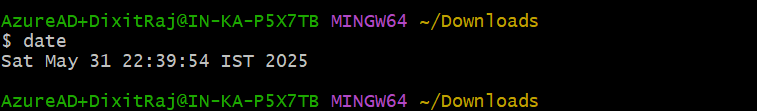 AzureAD+DixitRaj@IN-KA-P5X7TB MINGW64 ~/Downloads
$ date
Sat May 31 22:39:54 IST 2025
AzureAD+DixitRaj@IN-KA-P5X7TB MINGW64 ~/Downloads